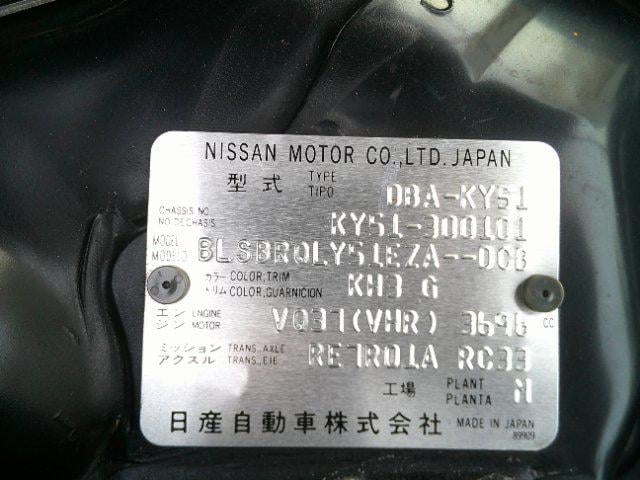 NISSAN MOTOR CO.,LTD. JAPAN
型式 TYPE TIPO DBA-KY51
CHASSIS NO. NO.DECHASIS KY51-300101
MODEL MODELO BLSBRQLY51EZA--DCB
カラー COLOR,TRIM トリム COLOR,GUARNICION KH3 G
エンジン ENGINE MOTOR VQ37(VHR) 3696 CC
ミッション アクスル TRANS.,AXLE TRANS.,EJE RE7R01A RC33
工場 PLANT PLANTA M
日産自動車株式会社 MADE IN JAPAN
89909